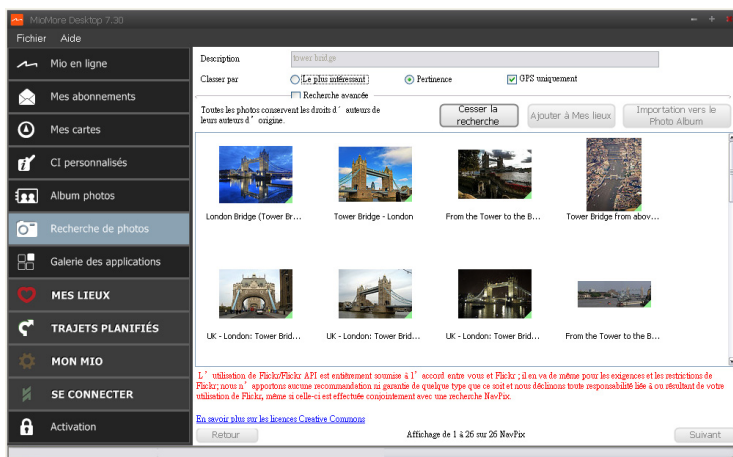 MioMore Desktop 7.30
Fichier Aide
Mio en ligne
Mes abonnements
Mes cartes
CI personnalisés
Album photos
Recherche de photos
Galerie des applications
MES LIEUX
TRAJETS PLANIFIÉS
MON MIO
SE CONNECTER
Activation
Description tower bridge
Classer par Le plus intéressant Pertinence GPS uniquement
Recherche avancée
Toutes les photos conservent les droits d'auteurs de
leurs auteurs d'origine.
Cesser la
recherche
Ajouter à Mes lieux
Importation vers le
Photo Album
London Bridge (Tower Br...
Tower Bridge - London
From the Tower to the B...
Tower Bridge from abov...
UK - London: Tower Brid...
UK - London: Tower Brid...
UK - London: Tower Brid...
From the Tower to the B...
L'utilisation de Flickr/Flickr API est entièrement soumise à l'accord entre vous et Flickr ; il en va de même pour les exigences et les restrictions de
Flickr; nous n'apportons aucune recommandation ni garantie de quelque type que ce soit et nous déclinons toute responsabilité liée à ou résultant de votre
utilisation de Flickr, même si celle-ci est effectuée conjointement avec une recherche NavPix.
En savoir plus sur les licences Creative Commons
Retour Affichage de 1 à 26 sur 26 NavPix Suivant